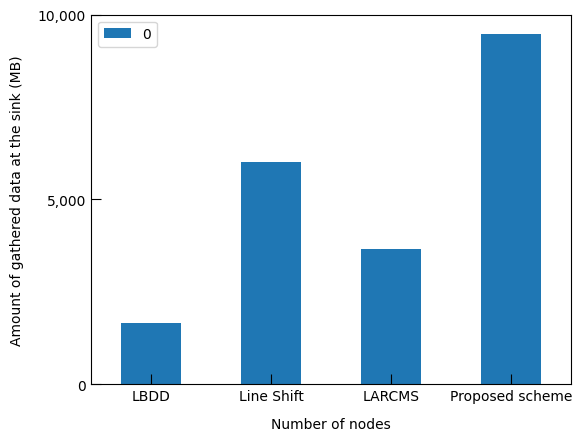 10,000
0
Amount of gathered data at the sink (MB)
5,000
0
LBDD Line Shift LARCMS Proposed scheme
Number of nodes